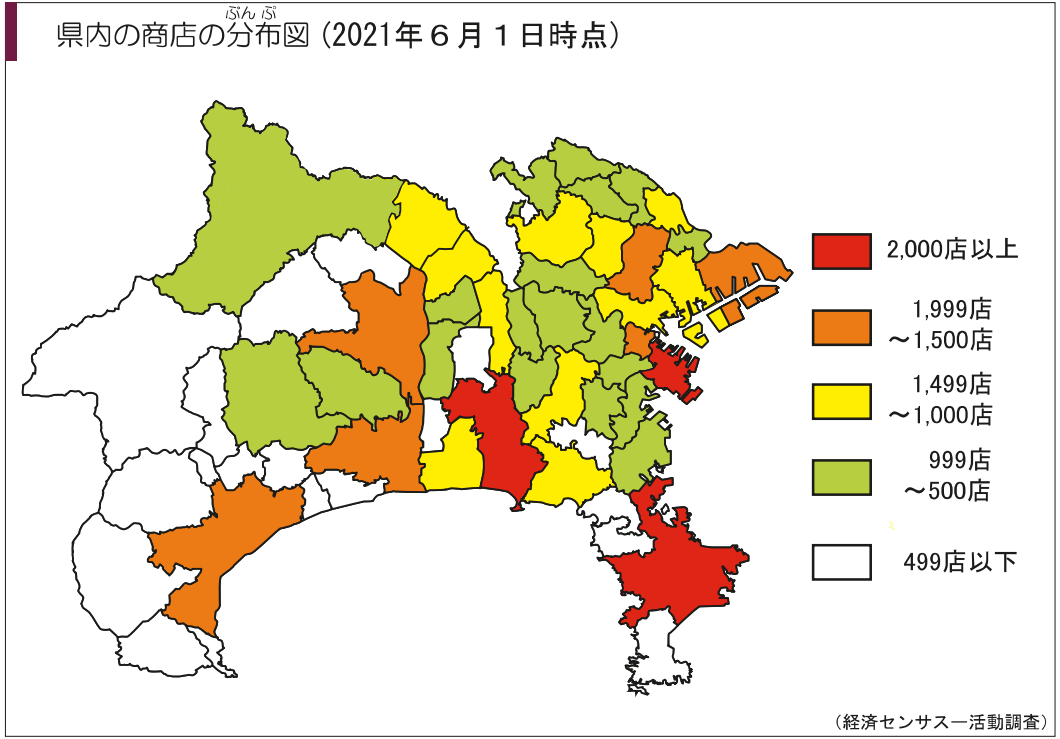 ぷん ぷ
県内の商店の分布図（2021年６月１日時点）
2,000店以上
1,999店
～1,500店
1,499店
～1,000店
999店
～500店
499店以下
（経済センサス―活動調査）